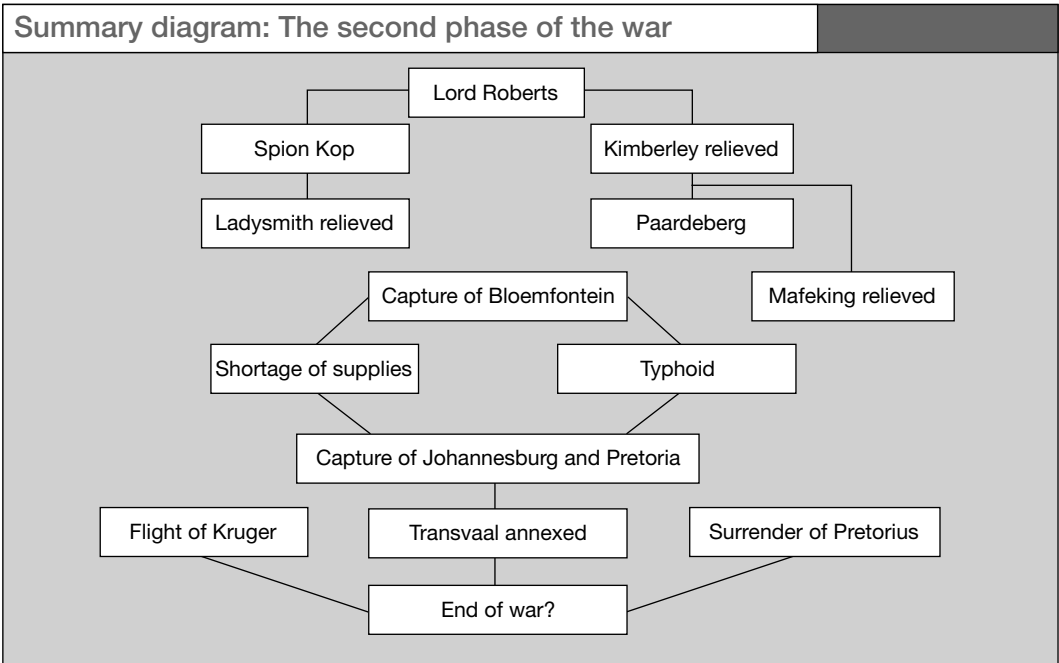 Summary diagram: The second phase of the war
Lord Roberts
Spion Kop
Kimberley relieved
Ladysmith relieved
Paardeberg
Capture of Bloemfontein
Mafeking relieved
Shortage of supplies
Typhoid
Capture of Johannesburg and Pretoria
Flight of Kruger
Transvaal annexed
Surrender of Pretorius
End of war?